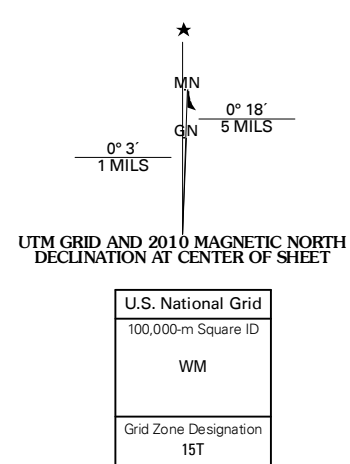 ★
MN
0° 18´
5 MILS
GN
0° 3´
1 MILS
UTM GRID AND 2010 MAGNETIC NORTH
DECLINATION AT CENTER OF SHEET
U.S. National Grid
100,000-m Square ID
WM
Grid Zone Designation
15T